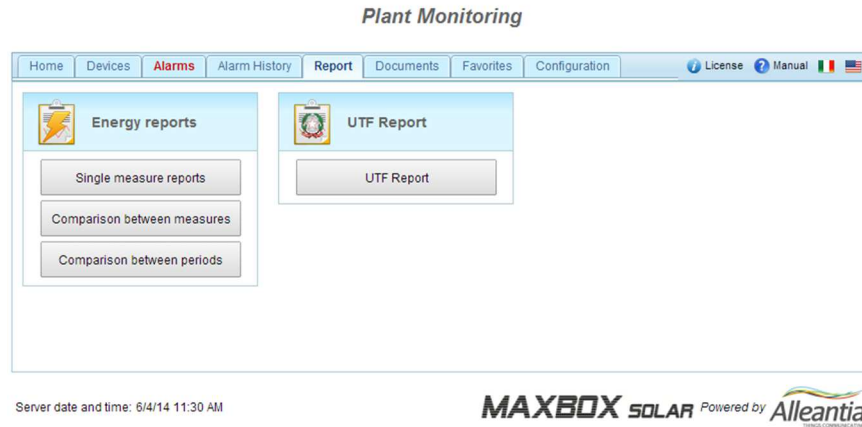 Plant Monitoring
Home Devices Alarms Alarm History Report Documents Favorites Configuration License Manual
Energy reports
Single measure reports
Comparison between measures
Comparison between periods
UTF Report
UTF Report
Server date and time: 6/4/14 11:30 AM
MAXBOX SOLAR Powered by Alleantia